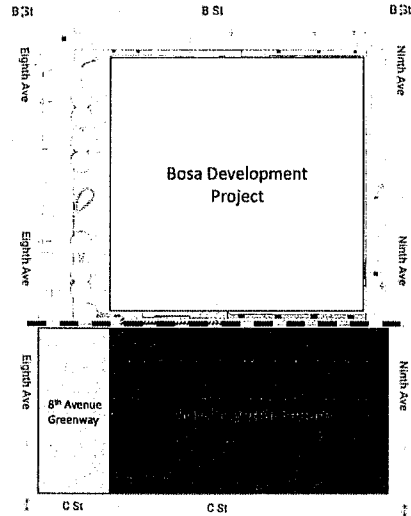 B St
B St
B St
Eighth Ave
Ninth Ave
Bosa Development
Project
Eighth Ave
Ninth Ave
Eighth Ave
Ninth Ave
8th Avenue
Greenway
C St
C St